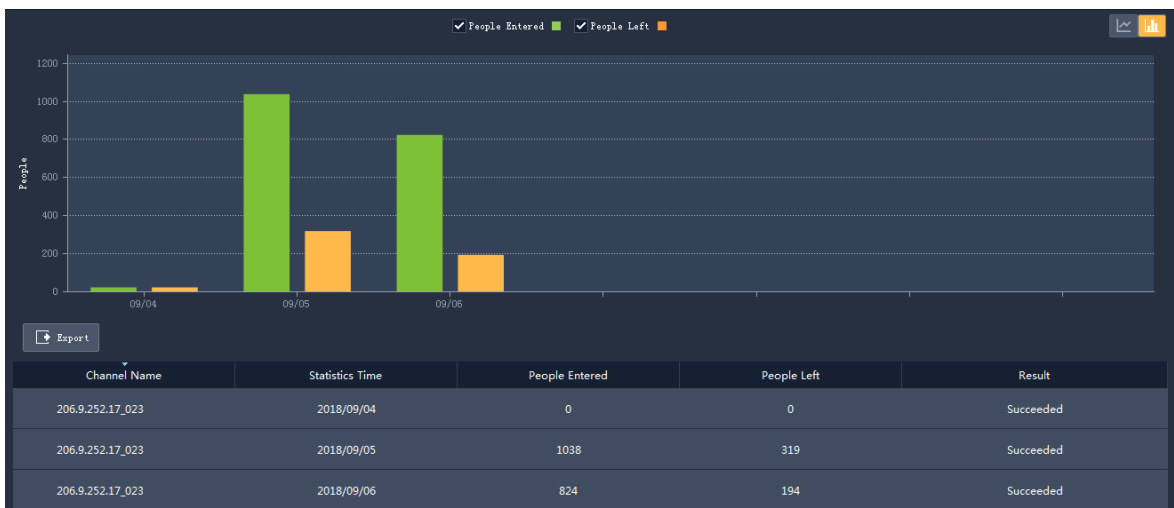 People Entered People Left
1200
1000
800
600
400
200
0
People
09/04 09/05 09/06
Export
Channel Name Statistics Time People Entered People Left Result
206.9.252.17_023 2018/09/04 0 0 Succeeded
206.9.252.17_023 2018/09/05 1038 319 Succeeded
206.9.252.17_023 2018/09/06 824 194 Succeeded